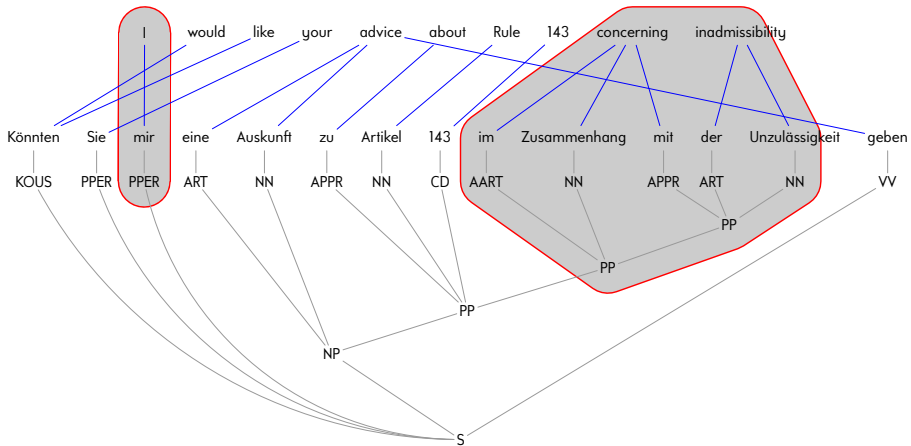 I would like your advice about Rule 143 concerning inadmissibility
Könnten Sie mir eine Auskunft zu Artikel 143 im Zusammenhang mit der Unzulässigkeit geben
KOUS PPER PPER ART NN APPR NN CD AART NN APPR ART NN VV
PP
PP
PP
NP
S